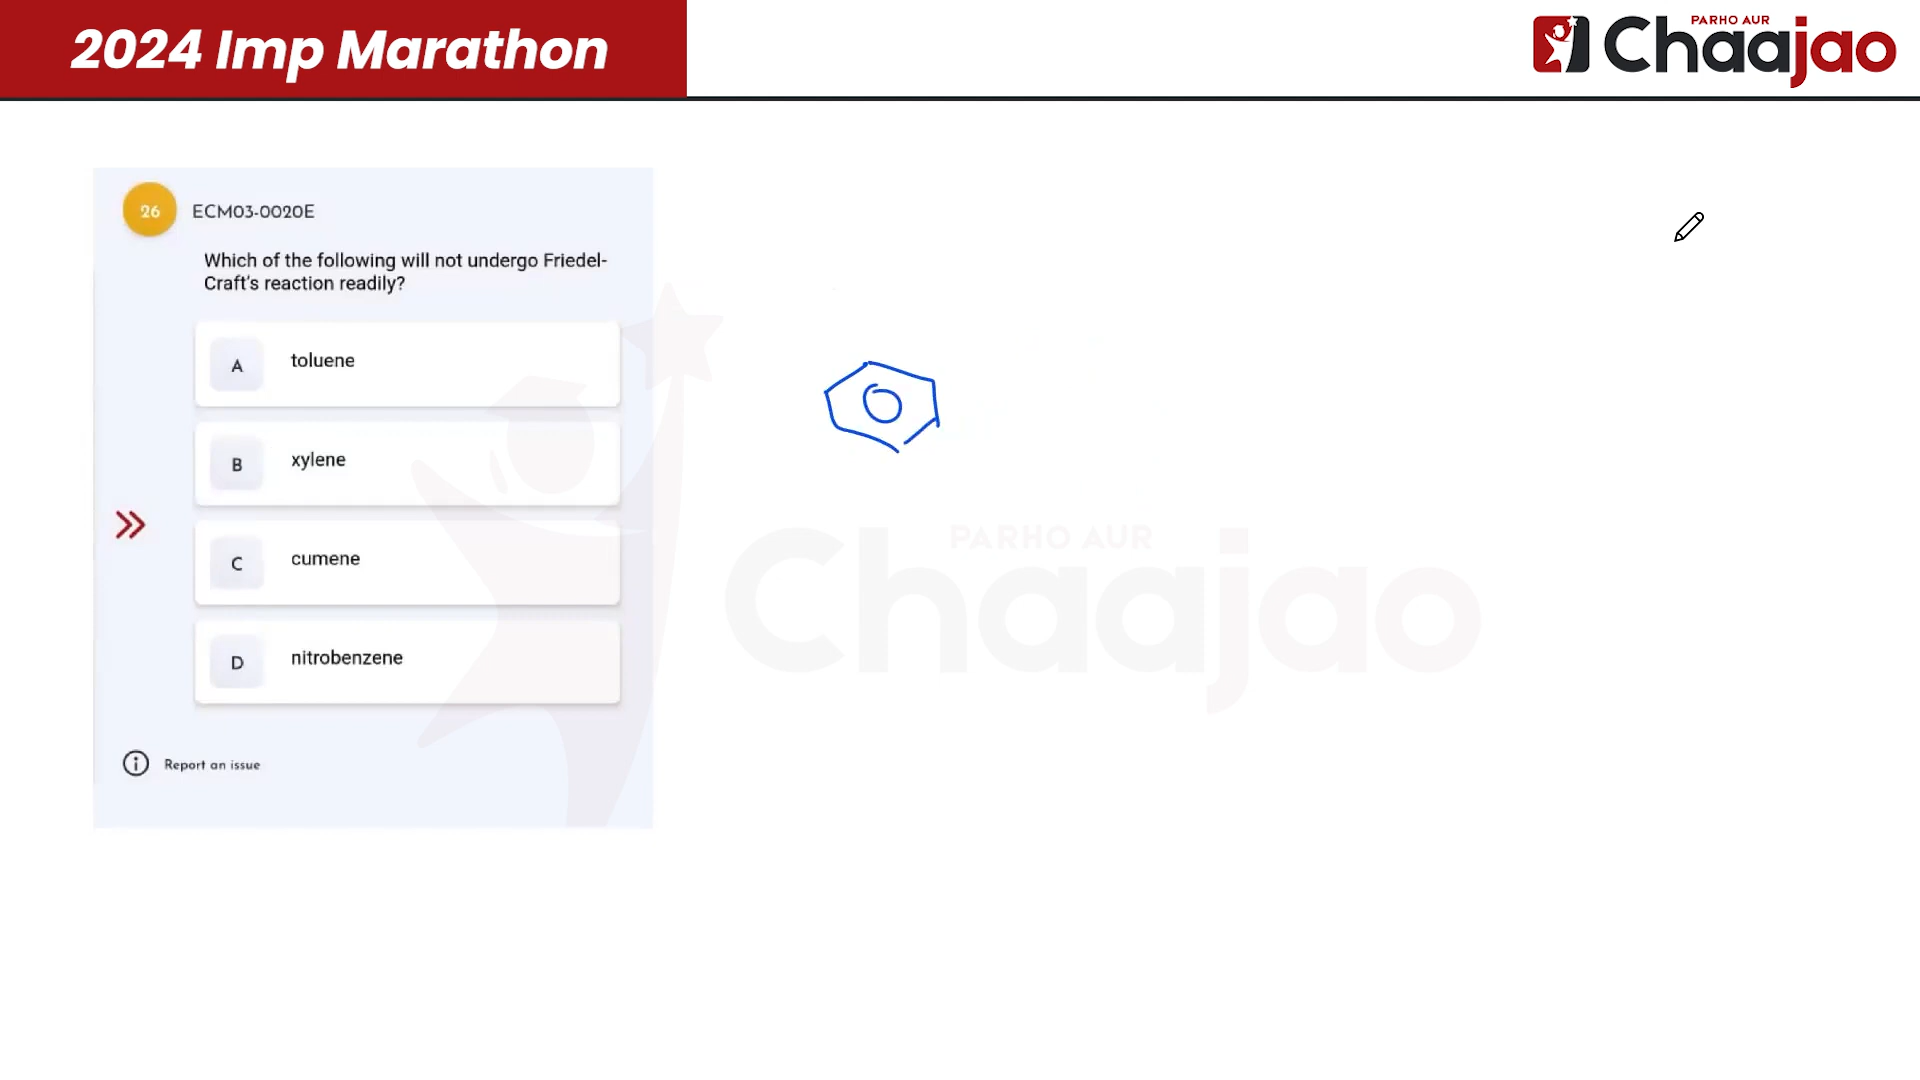 2024 Imp Marathon
PARHO AUR
Chaajao
26
ECM03-0020E
Which of the following will not undergo Friedel-
Craft's reaction readily?
A
toluene
B
xylene
C
cumene
D
nitrobenzene
Report an issue
PARHO AUR
Chaajao